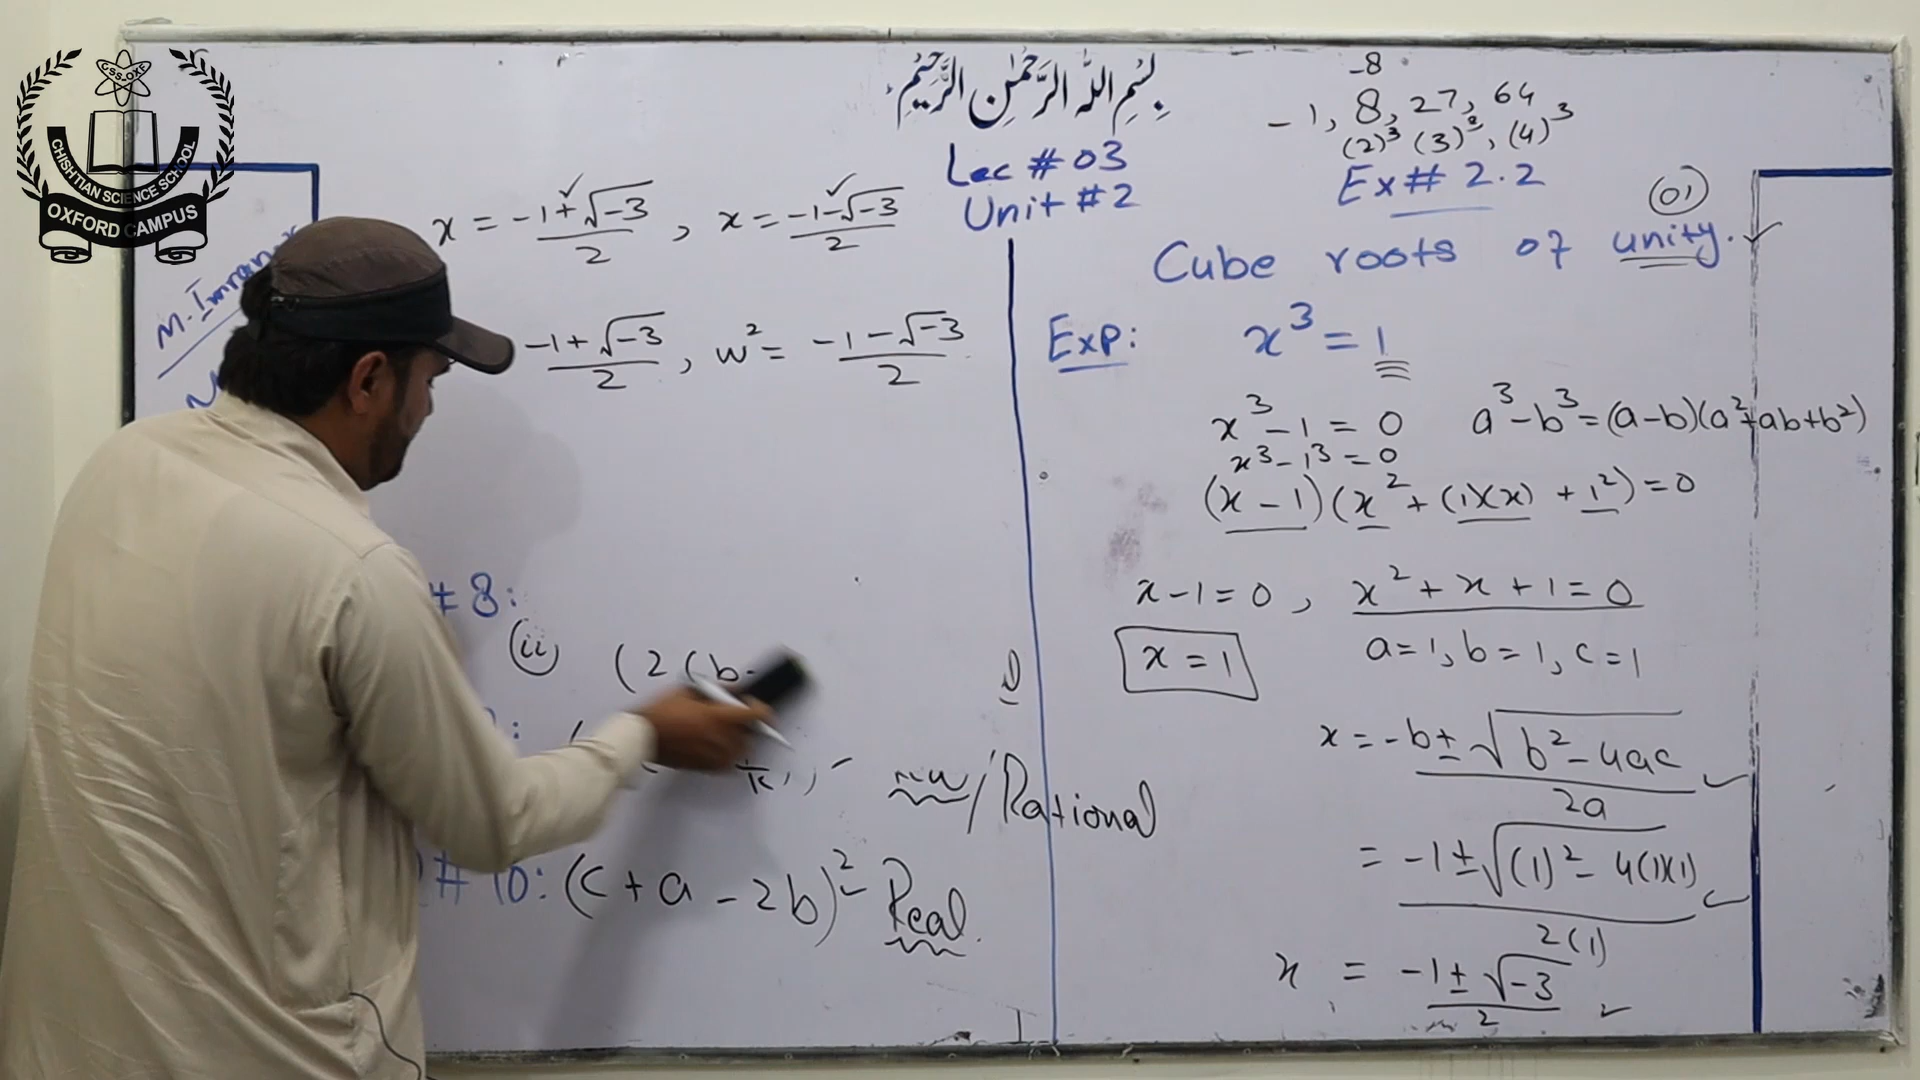 CSS-OXF
CHISHTIAN SCIENCE SCHOOL
OXFORD CAMPUS
M. Imran
بِسْمِ اللّٰهِ الرَّحْمٰنِ الرَّحِيْمِ
Lec # 03
Unit # 2
x = -1+√-3 / 2 , x = -1-√-3 / 2
-1+√-3 / 2 , w² = -1-√-3 / 2
# 8:
(ii) (2(b-
/Rational
# 10: (c+a-2b)² Real.
-8
-1, 8, 27, 64
(2)³ (3)³, (4)³
Ex# 2.2
(01)
Cube roots of unity.
Exp: x³ = 1
x³-1 = 0 a³-b³=(a-b)(a²+ab+b²)
x³-1³=0
(x-1)(x²+(1)(x)+1²)=0
x-1=0, x²+x+1=0
x=1 a=1, b=1, c=1
x = -b±√b²-4ac / 2a
= -1±√(1)²-4(1)(1) / 2(1)
x = -1±√-3 / 2